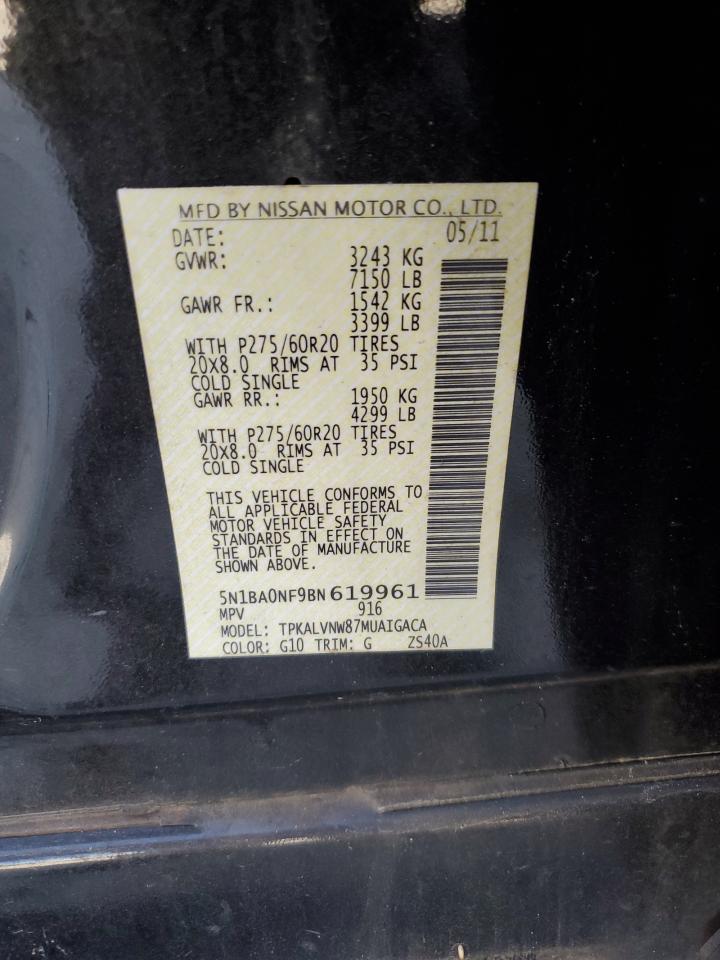 MFD BY NISSAN MOTOR CO., LTD.
DATE: 05/11
GVWR: 3243 KG
7150 LB
GAWR FR.: 1542 KG
3399 LB
WITH P275/60R20 TIRES
20X8.0 RIMS AT 35 PSI
COLD SINGLE
GAWR RR.: 1950 KG
4299 LB
WITH P275/60R20 TIRES
20X8.0 RIMS AT 35 PSI
COLD SINGLE
THIS VEHICLE CONFORMS TO
ALL APPLICABLE FEDERAL
MOTOR VEHICLE SAFETY
STANDARDS IN EFFECT ON
THE DATE OF MANUFACTURE
SHOWN ABOVE.
5N1BA0NF9BN619961
MPV 916
MODEL: TPKALVNW87MUAIGACA
COLOR: G10 TRIM: G ZS40A